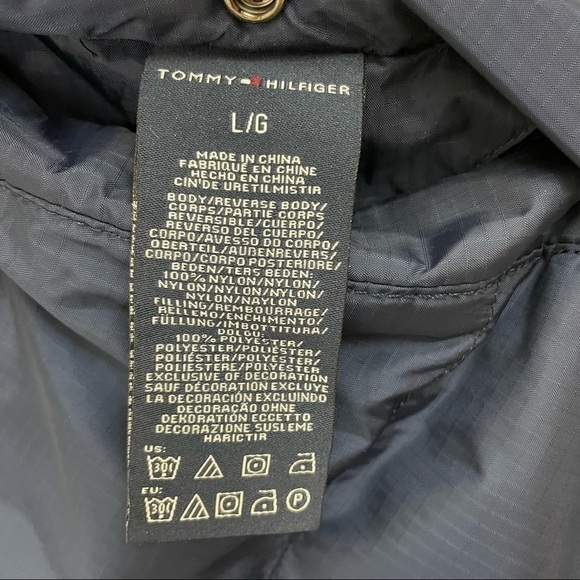 TOMMY HILFIGER
L/G
MADE IN CHINA
FABRIQUÉ EN CHINE
HECHO EN CHINA
CIN'DE URETILMISTIR
BODY/REVERSE BODY/
CORPS/PARTIE CORPS
REVERSIBLE/CUERPO/
REVERSO DEL CUERPO/
CORPO/AVESSO DO CORPO/
OBERTEIL/AUDENREVERS/
CORPO/CORPO POSTERIORE/
BEDEN/TERS BEDEN:
100% NYLON/NYLON/
NYLON/NYLON/NYLON/
NYLON/NAYLON
FILLING/REMBOURRAGE/
RELLENO/ENCHIMENTO/
FÜLLUNG/IMBOTTITURA/
DOLGU:
100% POLYESTER/
POLYESTER/POLIÉSTER/
POLIÉSTER/POLYESTER/
POLIESTERE/POLYESTER
EXCLUSIVE OF DECORATION
SAUF DÉCORATION EXCLUYE
LA DECORACIÓN EXCLUINDO
DECORAÇÃO OHNE
DEKORATION ECCETTO
DECORAZIONE SUSLEME
HARICTIR
US:
30
EU:
30
P